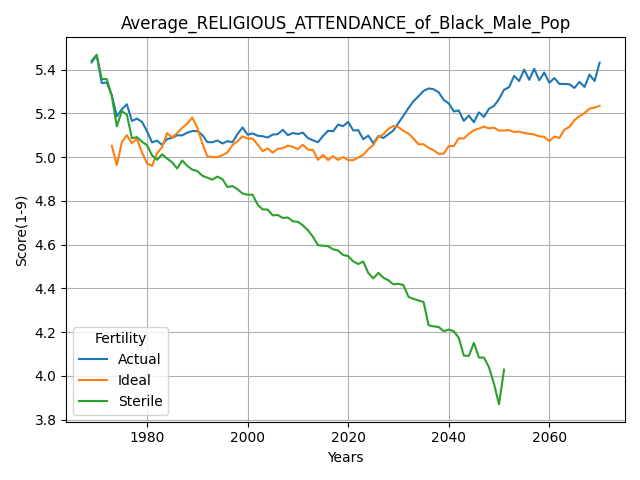 Average_RELIGIOUS_ATTENDANCE_of_Black_Male_Pop
Score(1-9)
5.4
5.2
5.0
4.8
4.6
4.4
4.2
4.0
3.8
Fertility
Actual
Ideal
Sterile
1980 2000 2020 2040 2060
Years